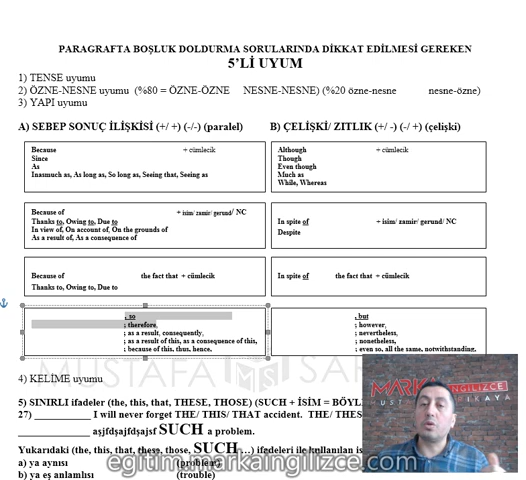 PARAGRAFTA BOŞLUK DOLDURMA SORULARINDA DİKKAT EDİLMESİ GEREKEN
5'Lİ UYUM
1) TENSE uyumu
2) ÖZNE-NESNE uyumu (%80 = ÖZNE-ÖZNE NESNE-NESNE) (%20 özne-nesne nesne-özne)
3) YAPI uyumu
A) SEBEP SONUÇ İLİŞKİSİ (+/ +) (-/-) (paralel)
B) ÇELİŞKİ/ ZITLIK (+/ -) (-/ +) (çelişki)
Because + cümlecik
Since
As
Inasmuch as, As long as, So long as, Seeing that, Seeing as
Although + cümlecik
Though
Even though
Much as
While, Whereas
Because of + isim/ zamir/ gerund/ NC
Thanks to, Owing to, Due to
In view of, On account of, On the grounds of
As a result of, As a consequence of
In spite of + isim/ zamir/ gerund/ NC
Despite
Because of the fact that + cümlecik
Thanks to, Owing to, Due to
In spite of the fact that + cümlecik
, so
; therefore,
; as a result, consequently,
; as a result of this, as a consequence of this,
; because of this, thus, hence,
, but
; however,
; nevertheless,
; nonetheless,
; even so, all the same, notwithstanding,
MUSTAFA
4) KELİME uyumu
5) SINIRLI ifadeler (the, this, that, THESE, THOSE) (SUCH + İSİM = BÖYL
27) __________ I will never forget THE/ THIS/ THAT accident. THE/ THES
__________ aşjfdşajfdşajsf SUCH a problem.
Yukarıdaki (the, this, that, these, those, SUCH ...) ifadeleri ile kullanılan is
a) ya aynısı (problem)
b) ya eş anlamlısı (trouble)
egitim.markaingilizce.com